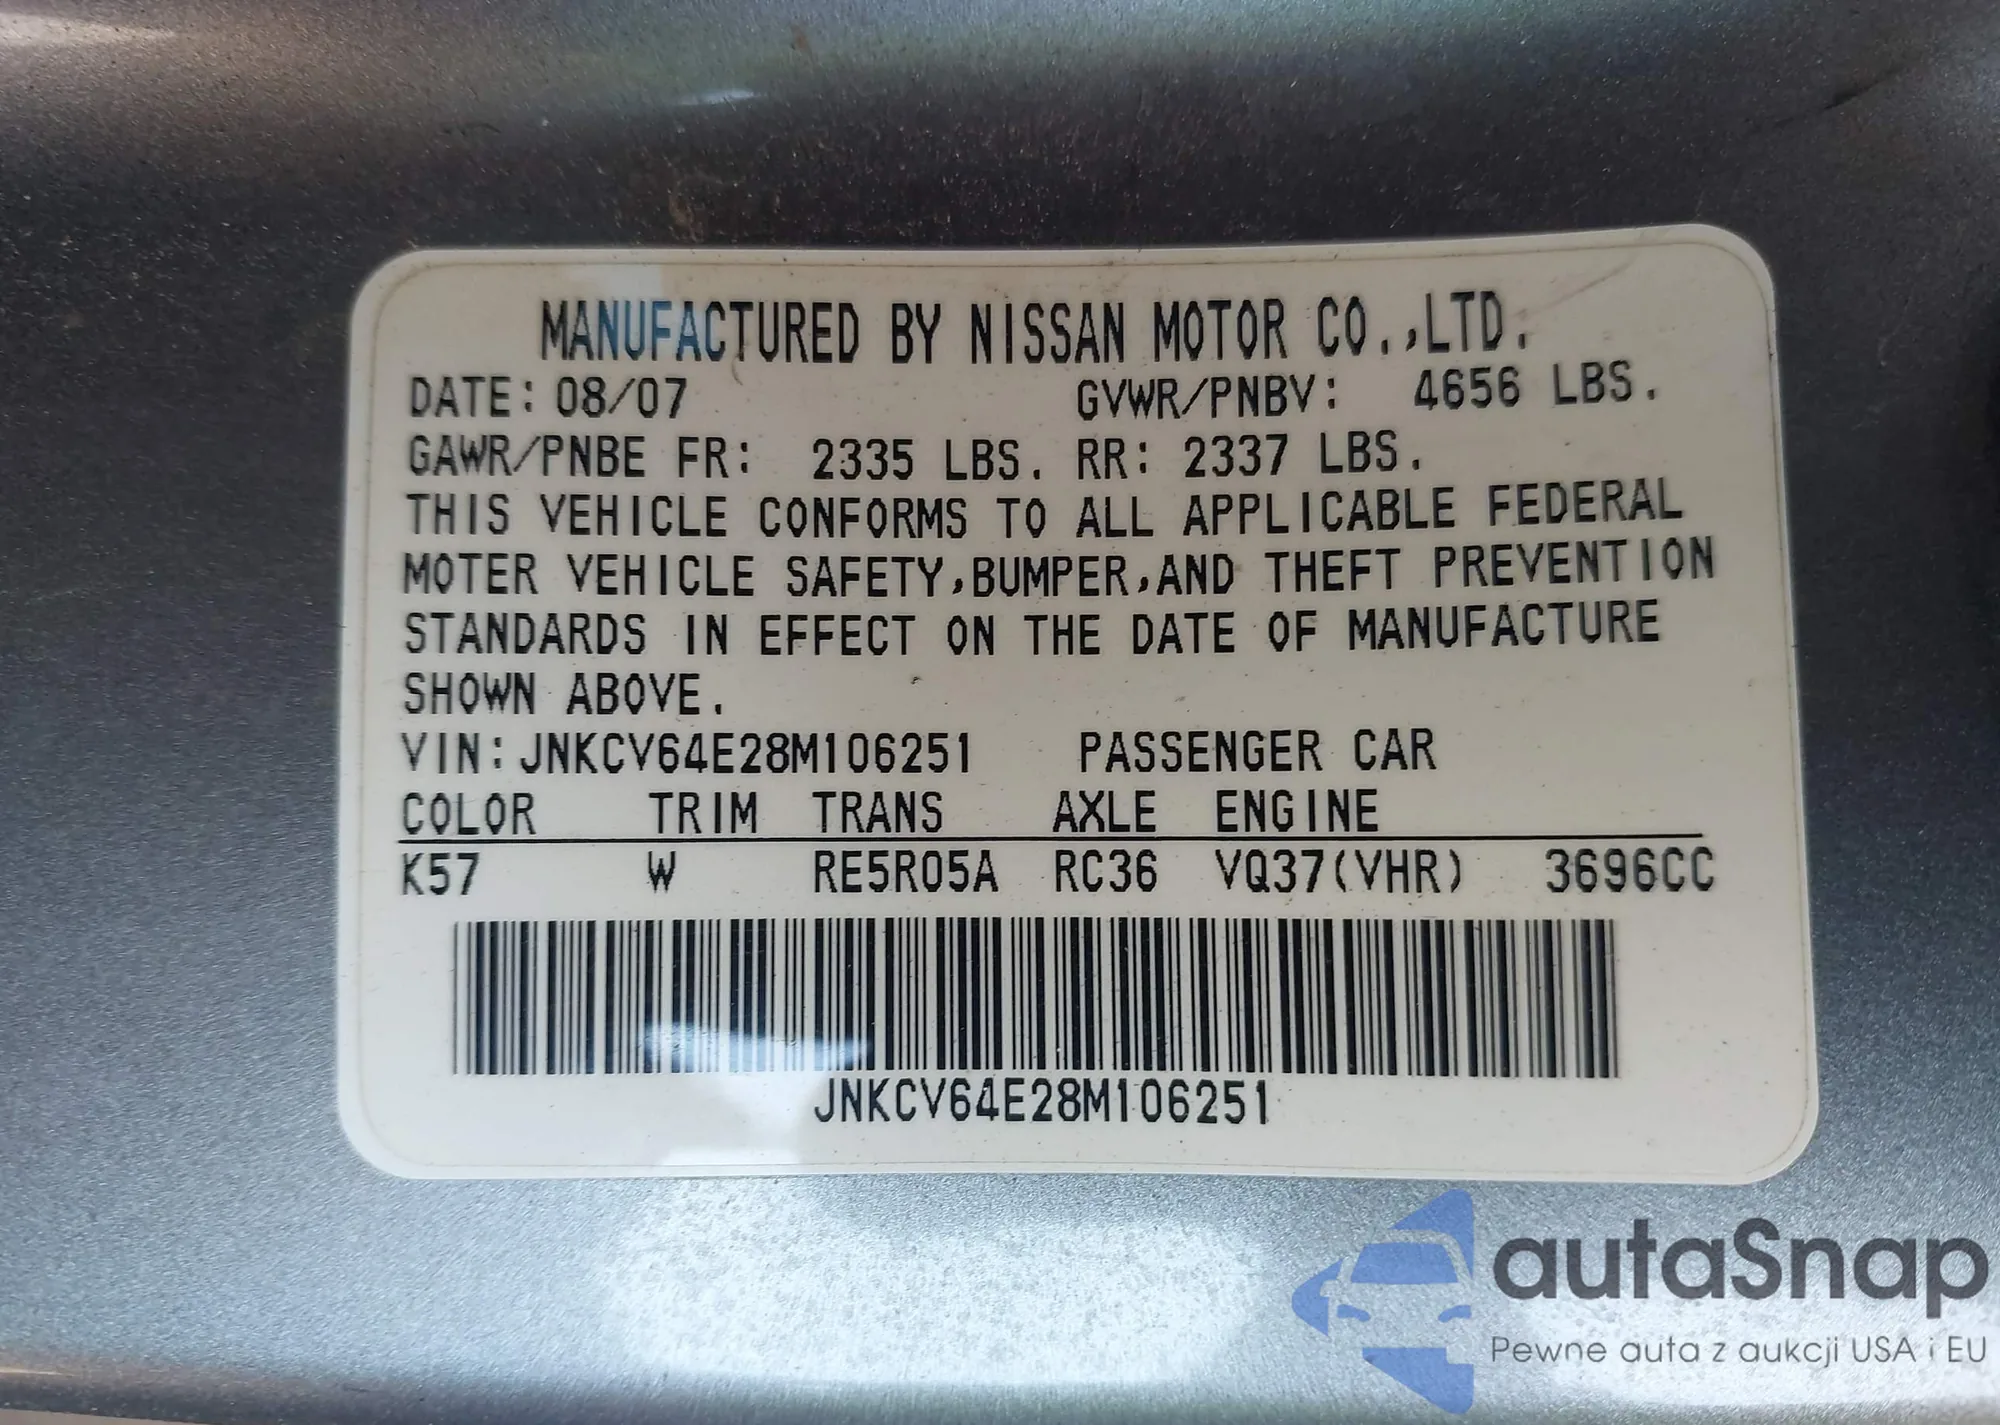 MANUFACTURED BY NISSAN MOTOR CO.,LTD.
DATE: 08/07 GVWR/PNBV: 4656 LBS.
GAWR/PNBE FR: 2335 LBS. RR: 2337 LBS.
THIS VEHICLE CONFORMS TO ALL APPLICABLE FEDERAL
MOTER VEHICLE SAFETY,BUMPER,AND THEFT PREVENTION
STANDARDS IN EFFECT ON THE DATE OF MANUFACTURE
SHOWN ABOVE.
VIN:JNKCV64E28M106251 PASSENGER CAR
COLOR TRIM TRANS AXLE ENGINE
K57 W RE5R05A RC36 VQ37(VHR) 3696CC
JNKCV64E28M106251
autaSnap
Pewne auta z aukcji USA i EU